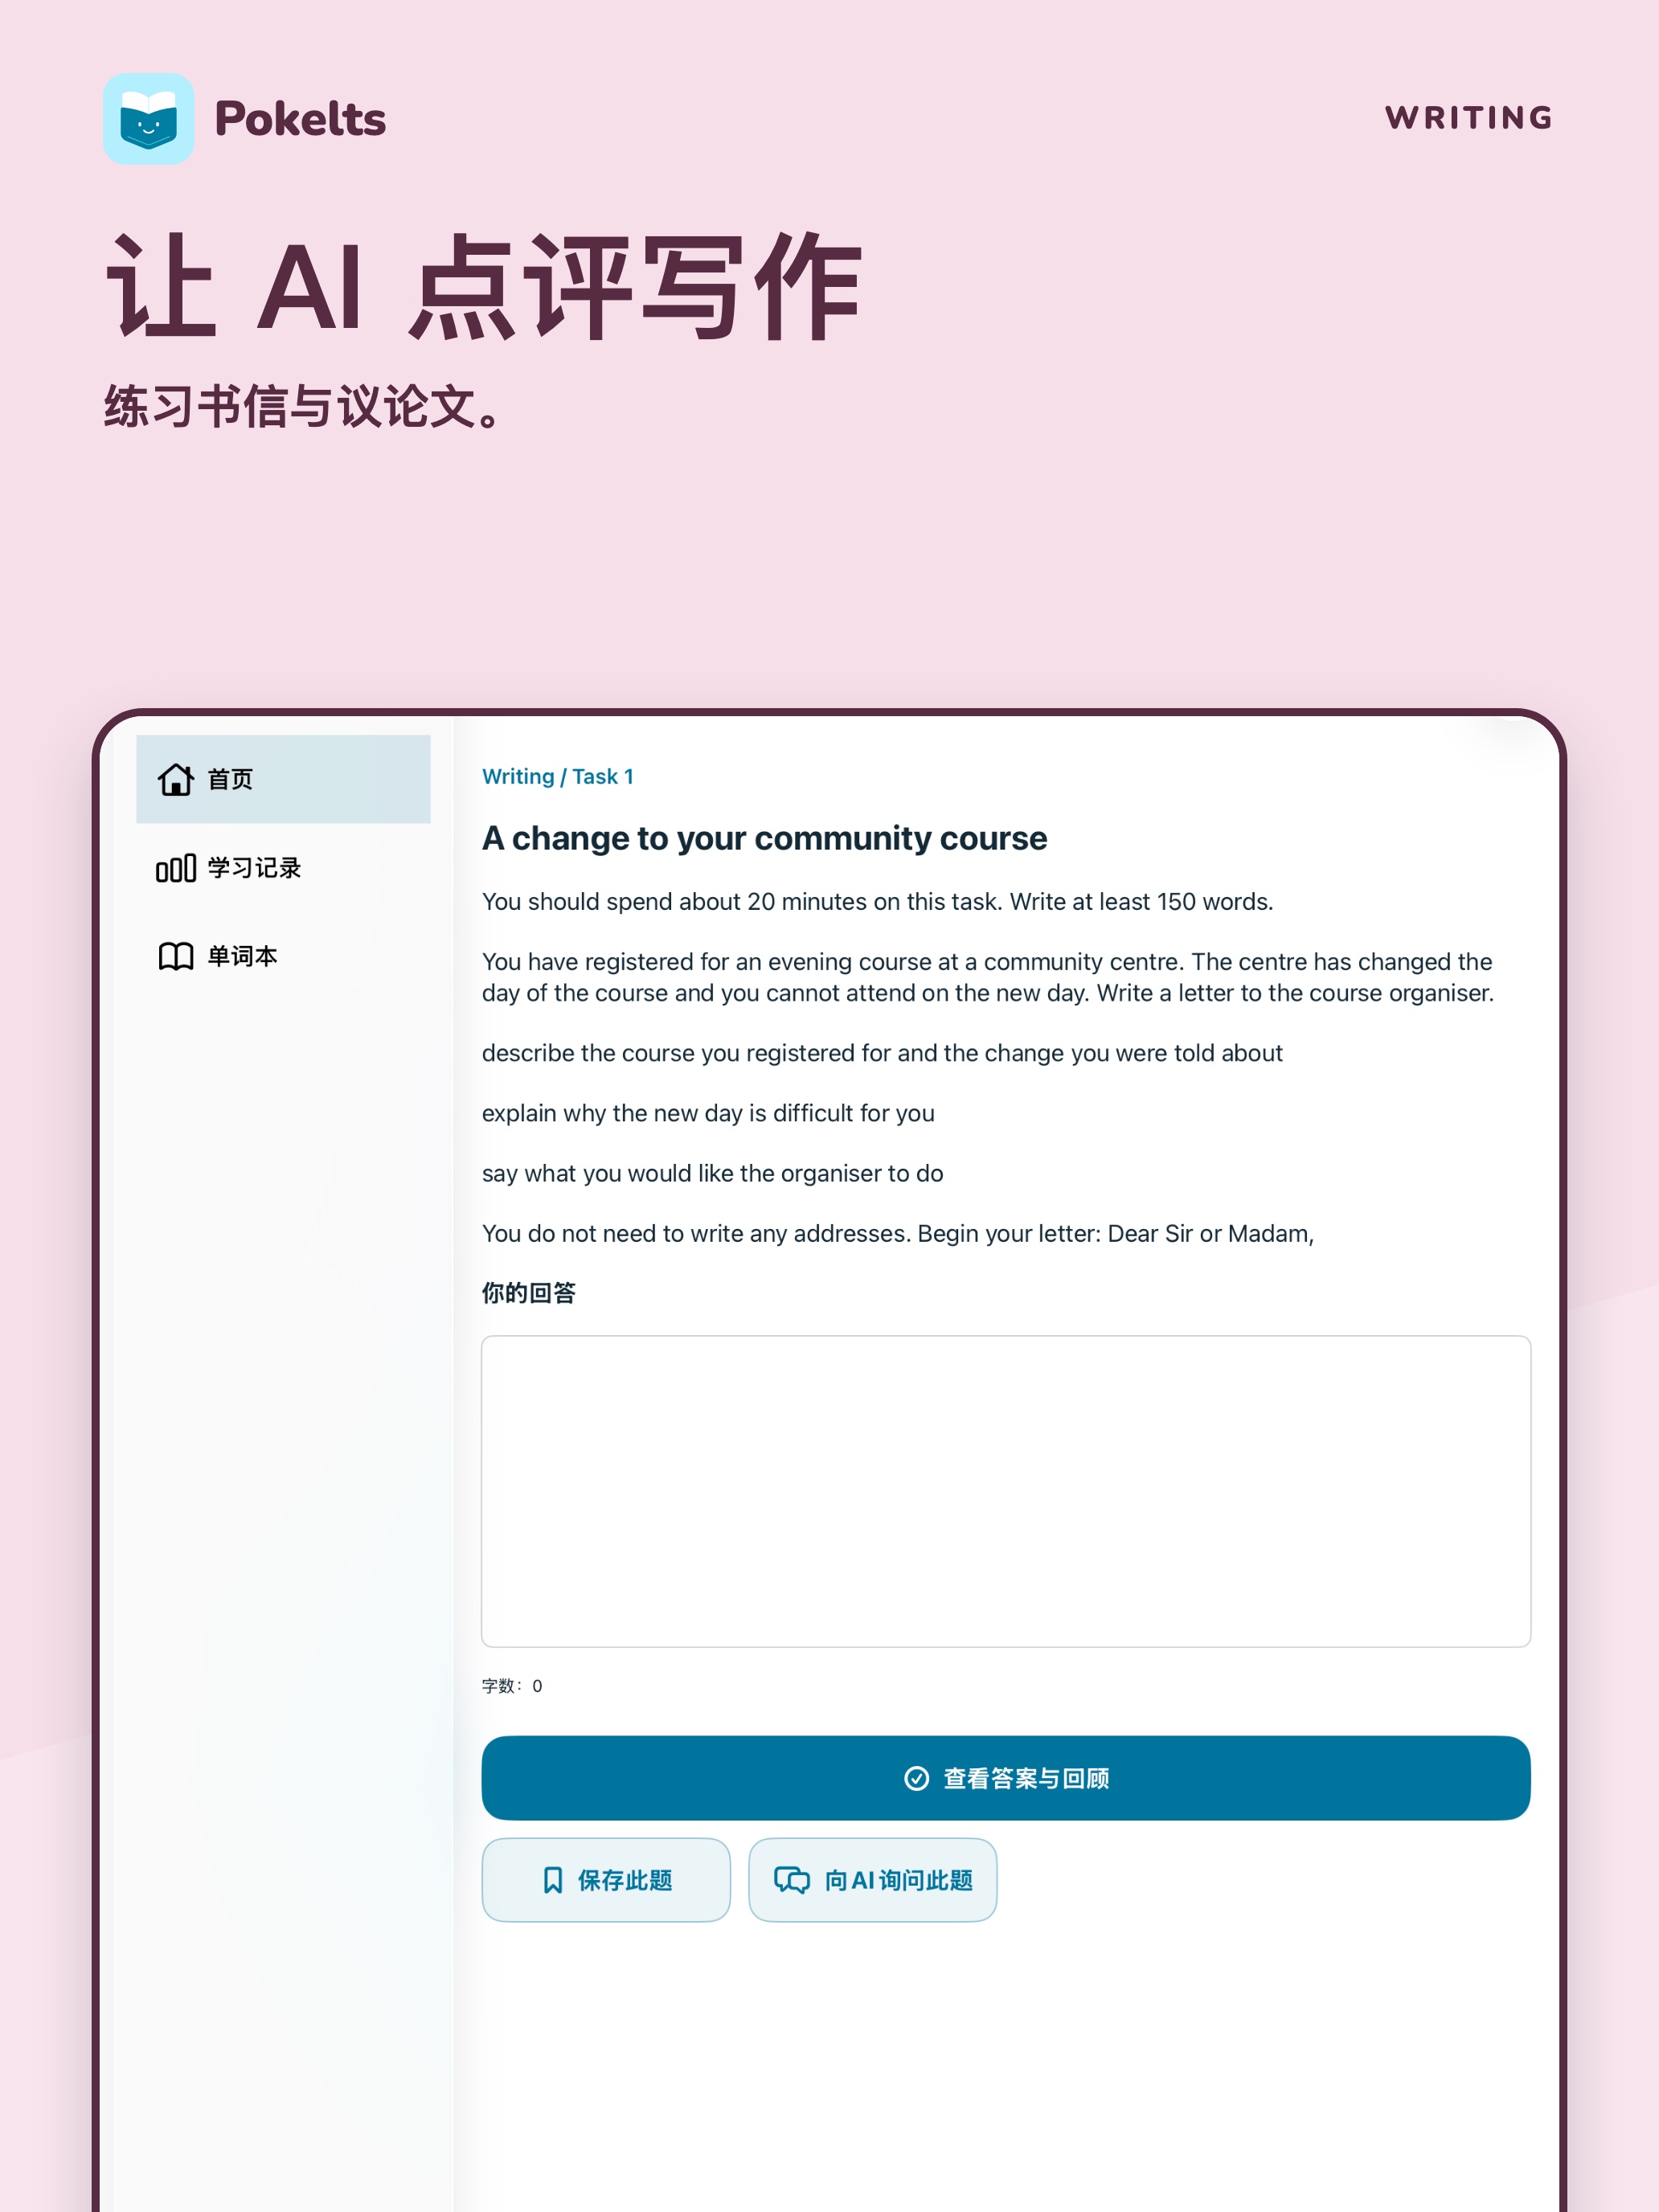 Pokelts
WRITING
让 AI 点评写作
练习书信与议论文。
首页
学习记录
单词本
Writing / Task 1
A change to your community course
You should spend about 20 minutes on this task. Write at least 150 words.
You have registered for an evening course at a community centre. The centre has changed the
day of the course and you cannot attend on the new day. Write a letter to the course organiser.
describe the course you registered for and the change you were told about
explain why the new day is difficult for you
say what you would like the organiser to do
You do not need to write any addresses. Begin your letter: Dear Sir or Madam,
你的回答
字数：0
查看答案与回顾
保存此题
向 AI 询问此题